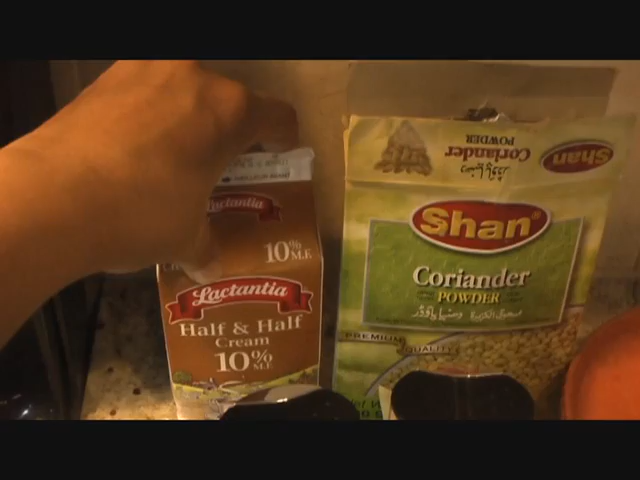 Lactantia
10% M.F.
Lactantia
Half & Half
Cream
10% M.F.
Coriander
POWDER
Shan
Shan®
Coriander
POWDER
PREMIUM
QUALITY